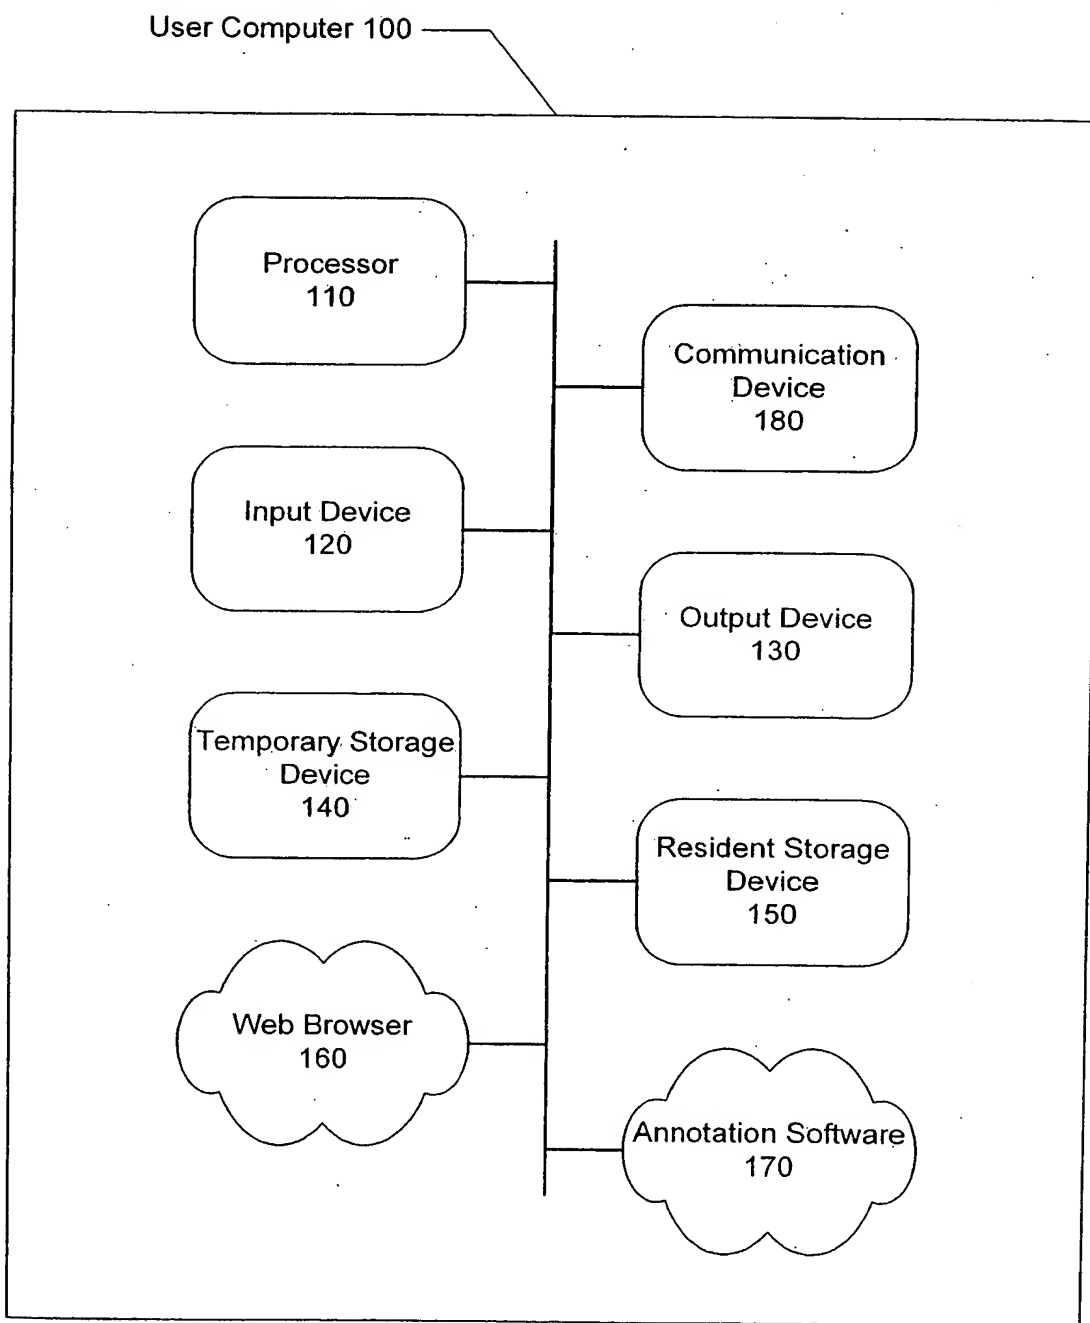 User Computer 100
Processor
110
Communication
Device
180
Input Device
120
Output Device
130
Temporary Storage
Device
140
Resident Storage
Device
150
Web Browser
160
Annotation Software
170